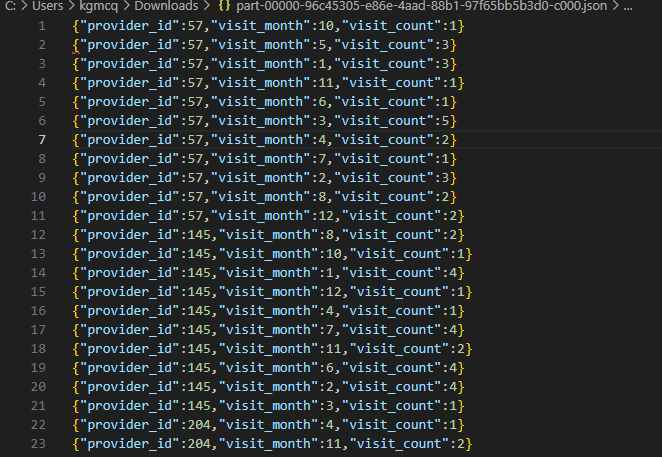 C: > Users > kgmcq > Downloads > {} part-00000-96c45305-e86e-4aad-88b1-97f65bb5b3d0-c000.json > ...
1 {"provider_id":57,"visit_month":10,"visit_count":1}
2 {"provider_id":57,"visit_month":5,"visit_count":3}
3 {"provider_id":57,"visit_month":1,"visit_count":3}
4 {"provider_id":57,"visit_month":11,"visit_count":1}
5 {"provider_id":57,"visit_month":6,"visit_count":1}
6 {"provider_id":57,"visit_month":3,"visit_count":5}
7 {"provider_id":57,"visit_month":4,"visit_count":2}
8 {"provider_id":57,"visit_month":7,"visit_count":1}
9 {"provider_id":57,"visit_month":2,"visit_count":3}
10 {"provider_id":57,"visit_month":8,"visit_count":2}
11 {"provider_id":57,"visit_month":12,"visit_count":2}
12 {"provider_id":145,"visit_month":8,"visit_count":2}
13 {"provider_id":145,"visit_month":10,"visit_count":1}
14 {"provider_id":145,"visit_month":1,"visit_count":4}
15 {"provider_id":145,"visit_month":12,"visit_count":1}
16 {"provider_id":145,"visit_month":4,"visit_count":1}
17 {"provider_id":145,"visit_month":7,"visit_count":4}
18 {"provider_id":145,"visit_month":11,"visit_count":2}
19 {"provider_id":145,"visit_month":6,"visit_count":4}
20 {"provider_id":145,"visit_month":2,"visit_count":4}
21 {"provider_id":145,"visit_month":3,"visit_count":1}
22 {"provider_id":204,"visit_month":4,"visit_count":1}
23 {"provider_id":204,"visit_month":11,"visit_count":2}